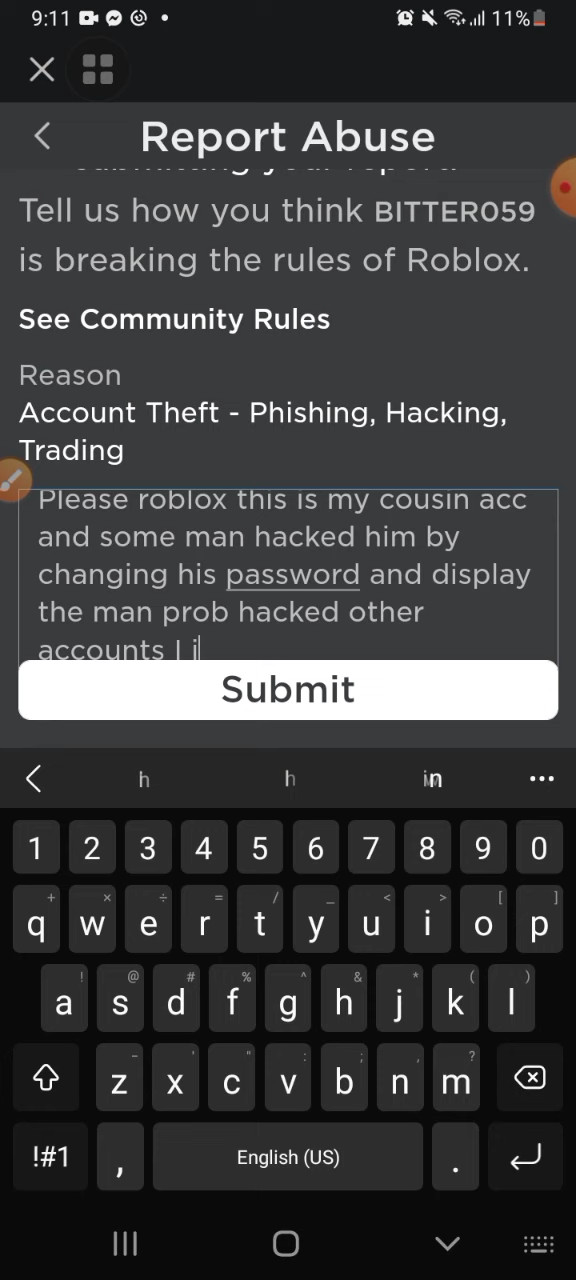 9:11
11%
Report Abuse
submitting your report.
Tell us how you think BITTER059
is breaking the rules of Roblox.
See Community Rules
Reason
Account Theft - Phishing, Hacking,
Trading
Please roblox this is my cousin acc
and some man hacked him by
changing his password and display
the man prob hacked other
accounts I i
Submit
h h in
1 2 3 4 5 6 7 8 9 0
+ × ÷ = / _ < > [ ]
q w e r t y u i o p
! @ # % ^ & * ( )
a s d f g h j k l
- ' " : ; , ?
z x c v b n m
!#1 , English (US) .